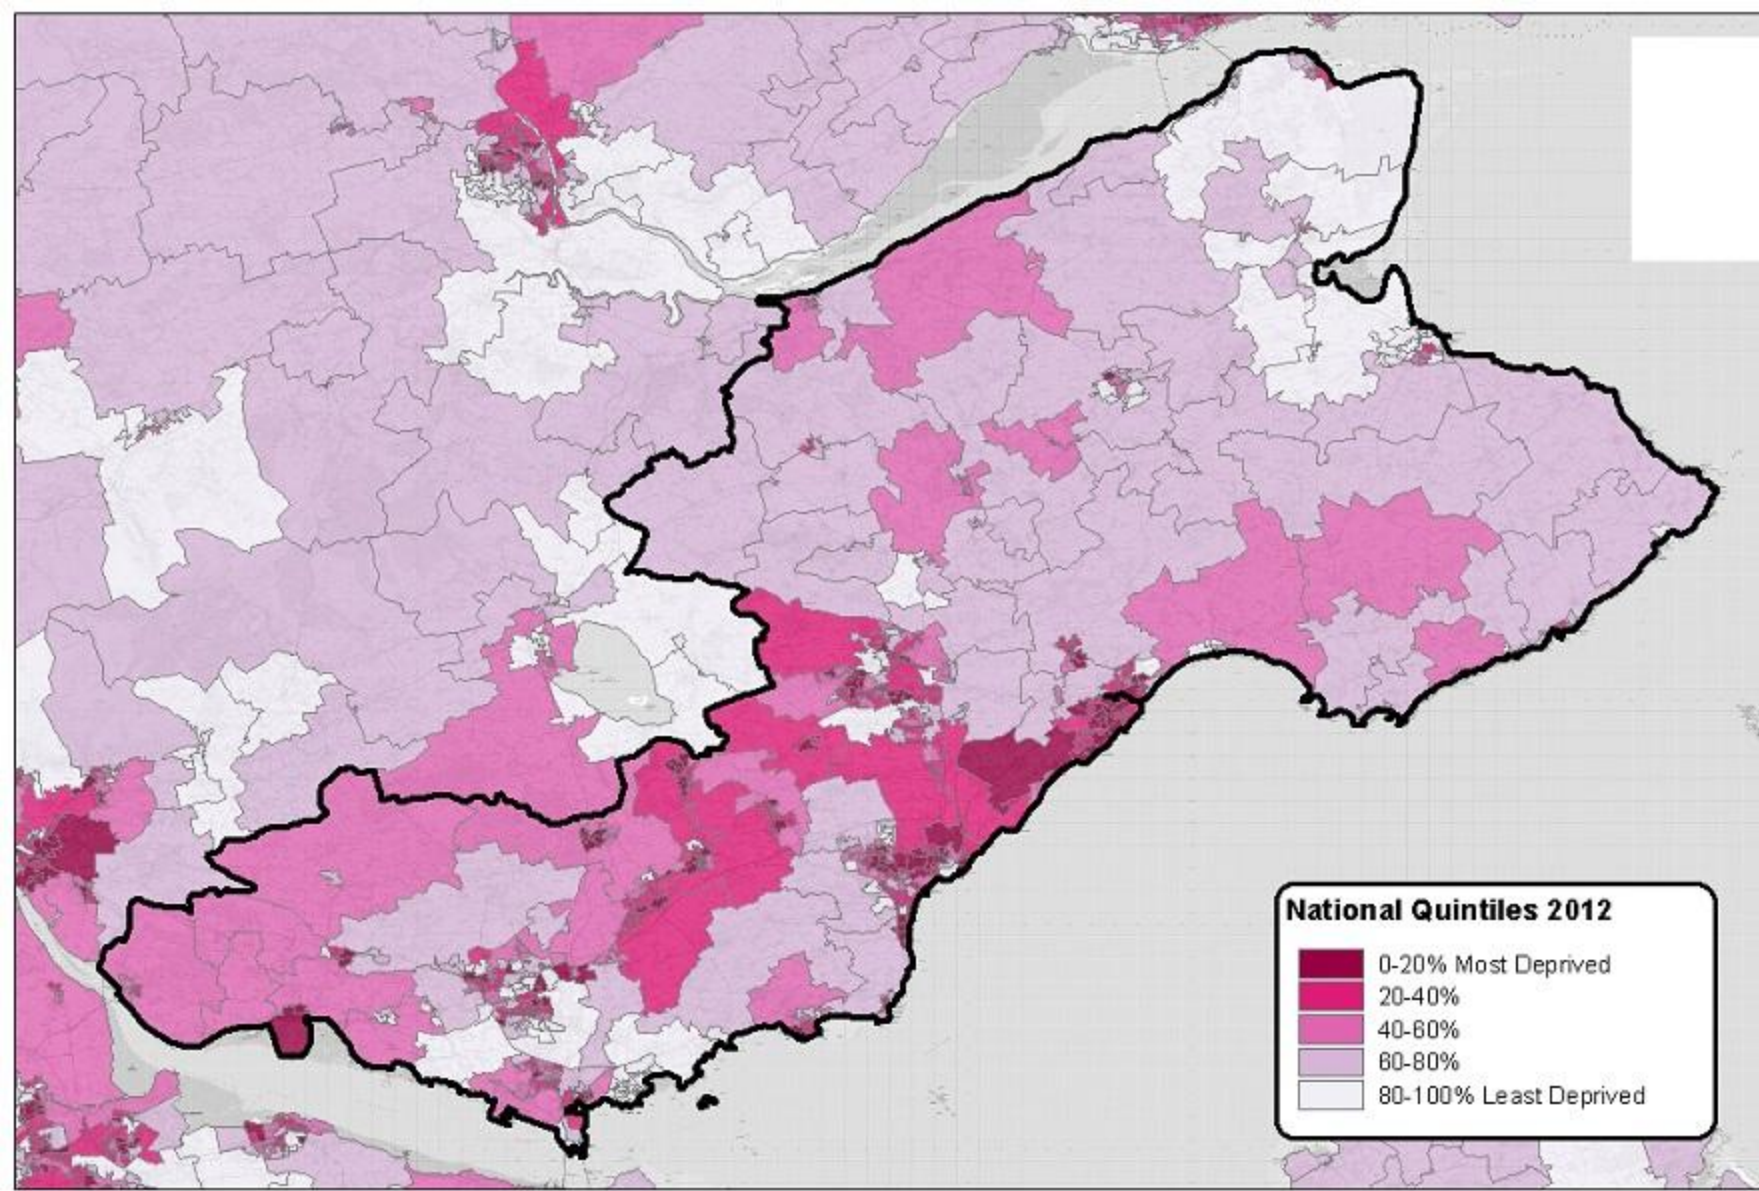 National Quintiles 2012
0-20% Most Deprived
20-40%
40-60%
60-80%
80-100% Least Deprived